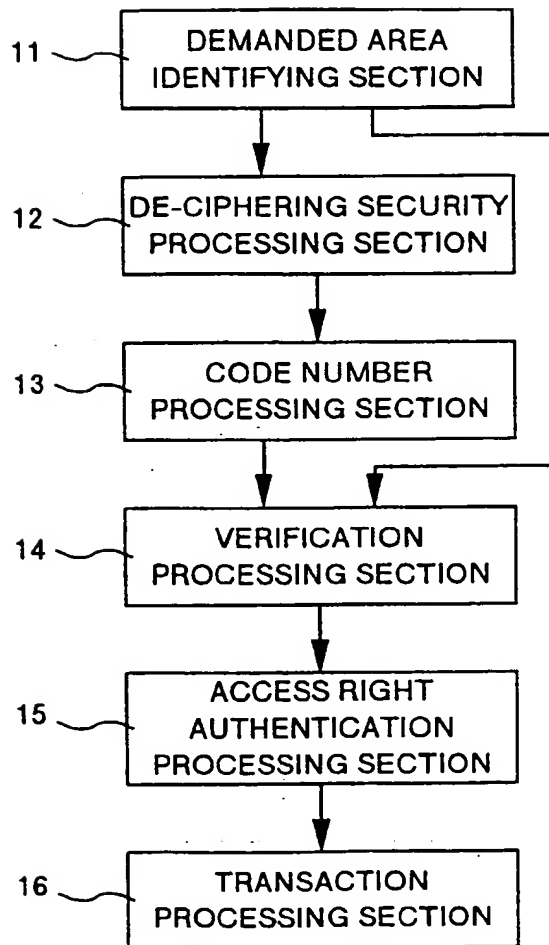 11
DEMANDED AREA
IDENTIFYING SECTION
12
DE-CIPHERING SECURITY
PROCESSING SECTION
13
CODE NUMBER
PROCESSING SECTION
14
VERIFICATION
PROCESSING SECTION
15
ACCESS RIGHT
AUTHENTICATION
PROCESSING SECTION
16
TRANSACTION
PROCESSING SECTION